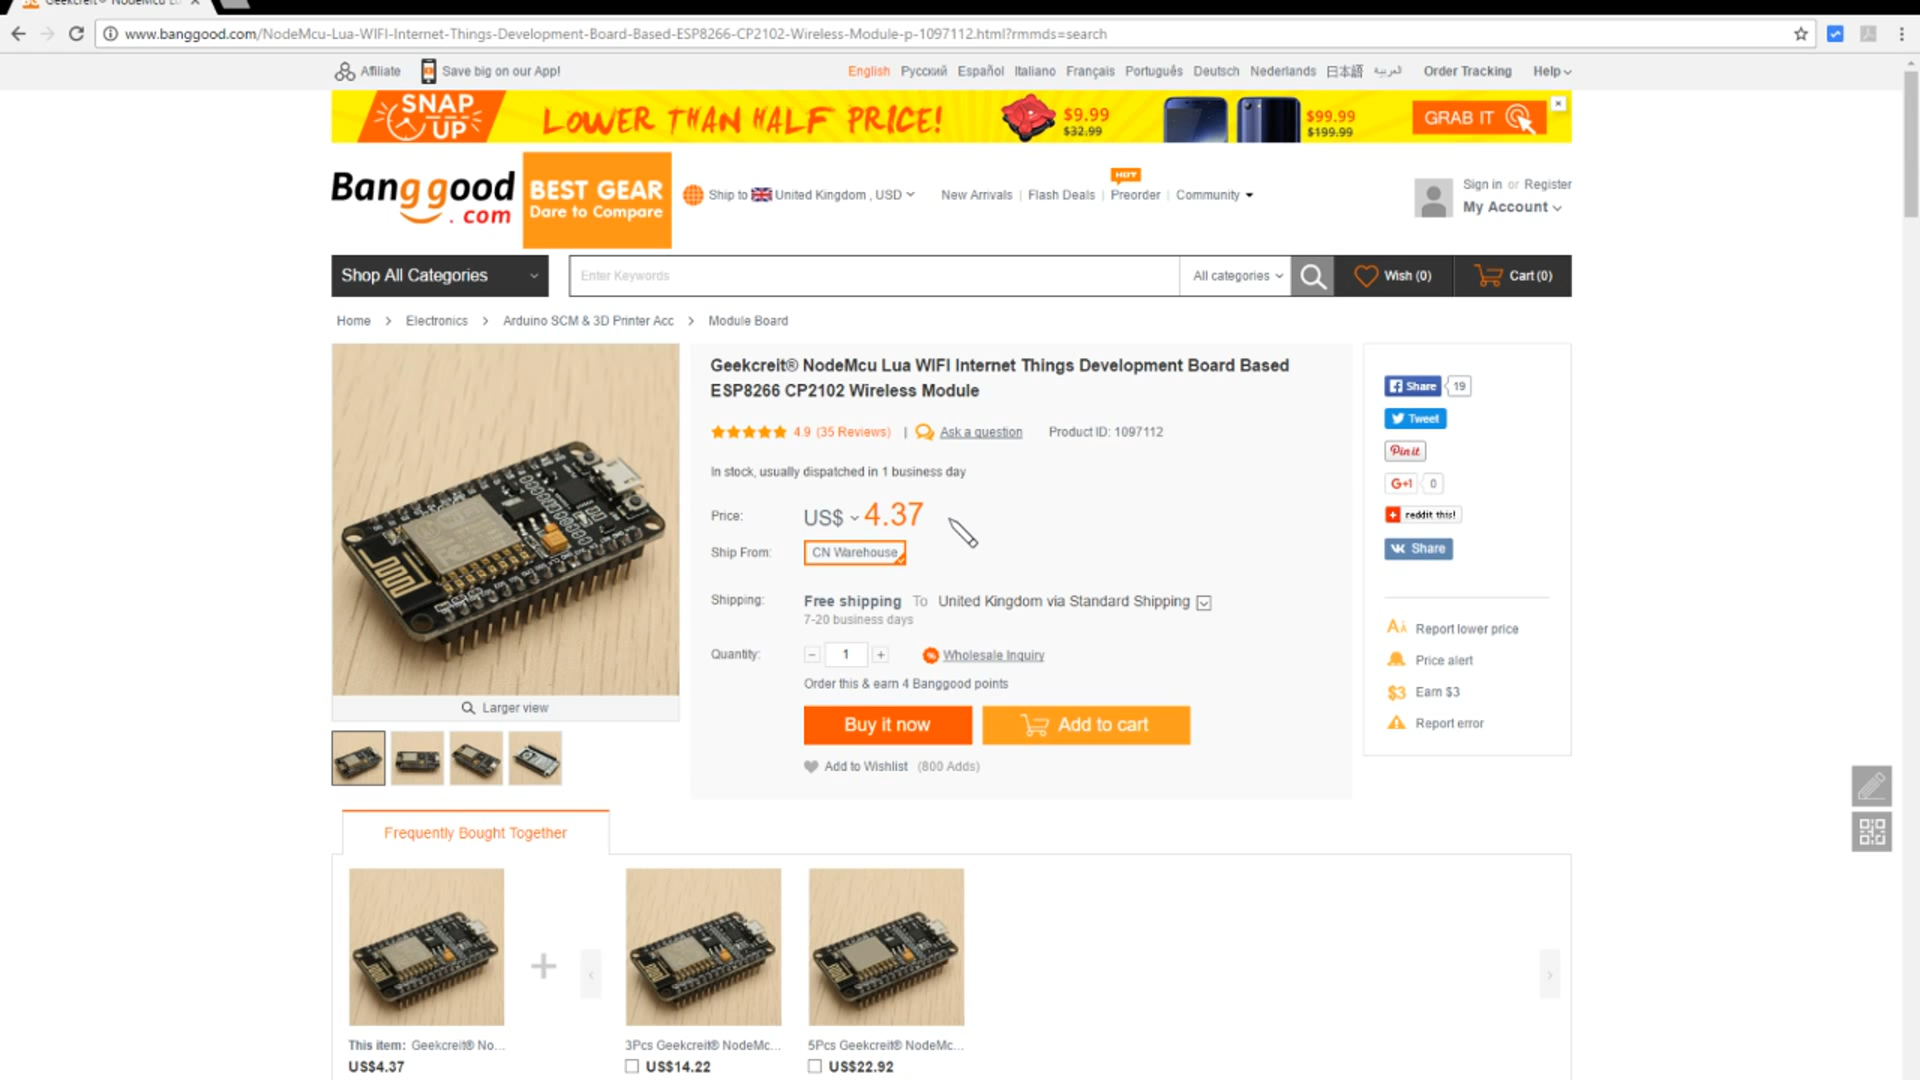 www.banggood.com/NodeMcu-Lua-WIFI-Internet-Things-Development-Board-Based-ESP8266-CP2102-Wireless-Module-p-1097112.html?rmmds=search
Affiliate Save big on our App! English Русский Español Italiano Français Português Deutsch Nederlands 日本語 العربية Order Tracking Help
SNAP UP LOWER THAN HALF PRICE! $9.99 $32.99 $99.99 $199.99 GRAB IT
Banggood.com BEST GEAR Dare to Compare Ship to United Kingdom , USD New Arrivals | Flash Deals | Preorder HOT | Community Sign in or Register
My Account
Shop All Categories Enter Keywords All categories Wish (0) Cart (0)
Home > Electronics > Arduino SCM & 3D Printer Acc > Module Board
Geekcreit® NodeMcu Lua WIFI Internet Things Development Board Based
ESP8266 CP2102 Wireless Module
4.9 (35 Reviews) | Ask a question Product ID: 1097112
In stock, usually dispatched in 1 business day
Price: US$ 4.37
Ship From: CN Warehouse
Shipping: Free shipping To United Kingdom via Standard Shipping
7-20 business days
Quantity: − 1 + Wholesale Inquiry
Order this & earn 4 Banggood points
Buy it now Add to cart
Add to Wishlist (800 Adds)
Share 19
Tweet
Pin it
G+1 0
reddit this!
Share
Report lower price
Price alert
$3 Earn $3
Report error
Larger view
Frequently Bought Together
This item: Geekcreit® No... 3Pcs Geekcreit® NodeMc... 5Pcs Geekcreit® NodeMc...
US$4.37 US$14.22 US$22.92